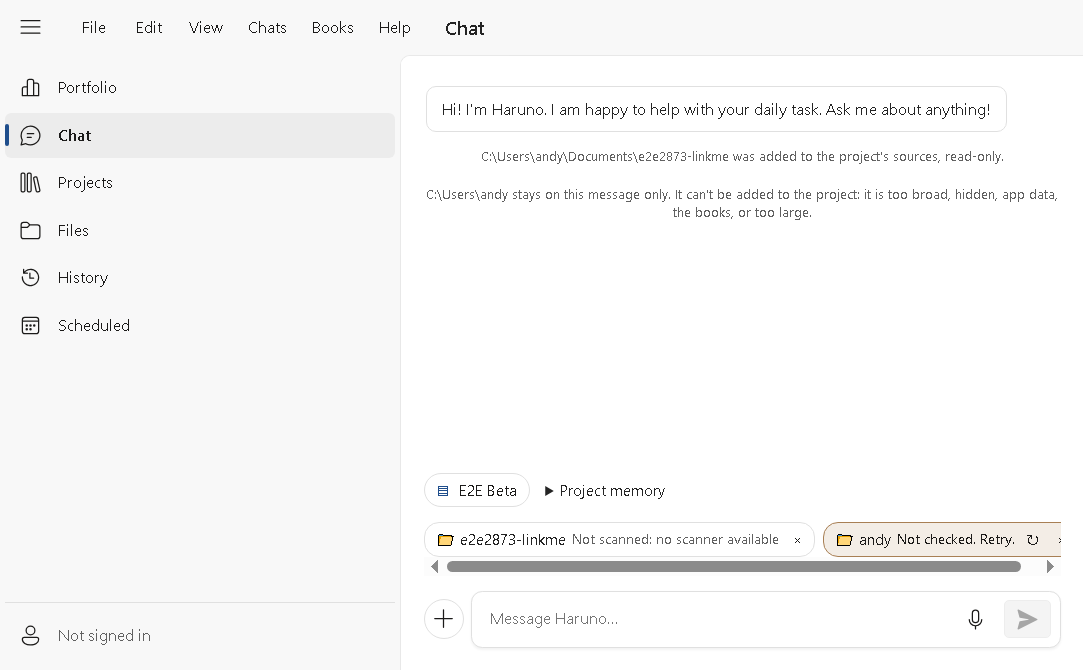 File Edit View Chats Books Help Chat
Portfolio
Chat
Projects
Files
History
Scheduled
Not signed in
Hi! I'm Haruno. I am happy to help with your daily task. Ask me about anything!
C:\Users\andy\Documents\e2e2873-linkme was added to the project's sources, read-only.
C:\Users\andy stays on this message only. It can't be added to the project: it is too broad, hidden, app data,
the books, or too large.
E2E Beta Project memory
e2e2873-linkme Not scanned: no scanner available × andy Not checked. Retry. ↻
Message Haruno...